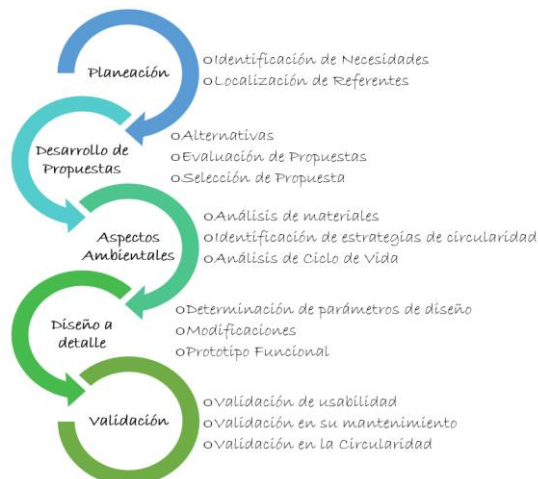 Planeación
oIdentificación de Necesidades
oLocalización de Referentes
Desarrollo de
Propuestas
oAlternativas
oEvaluación de Propuestas
oSelección de Propuesta
Aspectos
Ambientales
oAnálisis de materiales
oIdentificación de estrategias de circularidad
oAnálisis de Ciclo de Vida
Diseño a
detalle
oDeterminación de parámetros de diseño
oModificaciones
oPrototipo Funcional
Validación
oValidación de usabilidad
oValidación en su mantenimiento
oValidación en la Circularidad